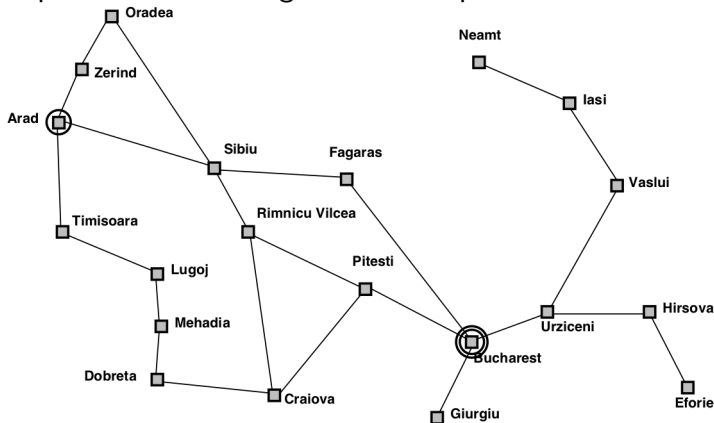 Oradea
Neamt
Zerind
Iasi
Arad
Sibiu
Fagaras
Vaslui
Timisoara
Rimnicu Vilcea
Pitesti
Lugoj
Hirsova
Mehadia
Urziceni
Bucharest
Dobreta
Craiova
Eforie
Giurgiu